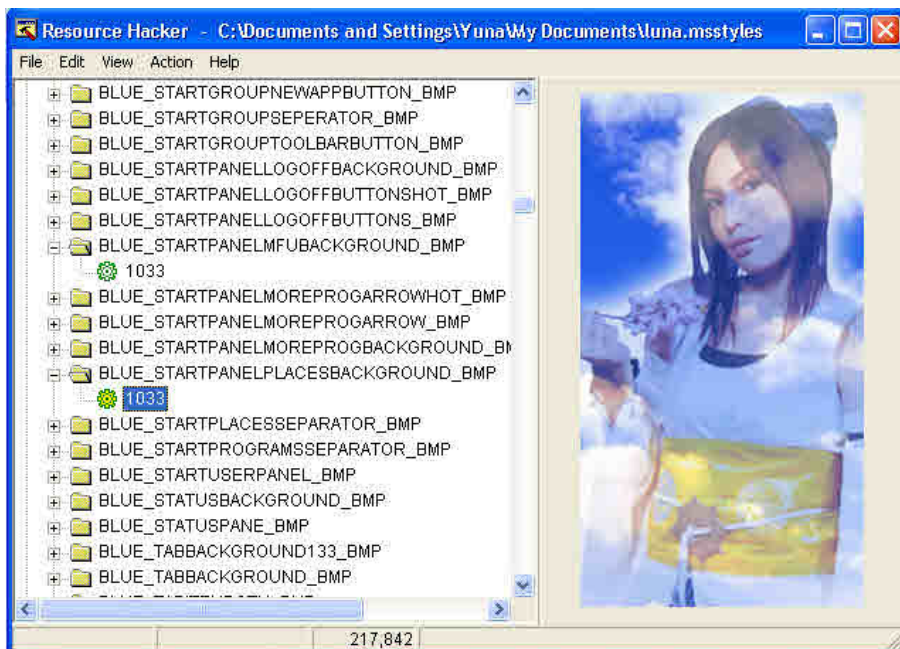 Resource Hacker - C:\Documents and Settings\Yuna\My Documents\luna.msstyles
File Edit View Action Help
BLUE_STARTGROUPNEWAPPBUTTON_BMP
BLUE_STARTGROUPSEPERATOR_BMP
BLUE_STARTGROUPTOOLBARBUTTON_BMP
BLUE_STARTPANELLOGOFFBACKGROUND_BMP
BLUE_STARTPANELLOGOFFBUTTONSHOT_BMP
BLUE_STARTPANELLOGOFFBUTTONS_BMP
BLUE_STARTPANELMFUBACKGROUND_BMP
1033
BLUE_STARTPANELMOREPROGARROWHOT_BMP
BLUE_STARTPANELMOREPROGARROW_BMP
BLUE_STARTPANELMOREPROGBACKGROUND_BM
BLUE_STARTPANELPLACESBACKGROUND_BMP
1033
BLUE_STARTPLACESSEPARATOR_BMP
BLUE_STARTPROGRAMSSEPARATOR_BMP
BLUE_STARTUSERPANEL_BMP
BLUE_STATUSBACKGROUND_BMP
BLUE_STATUSPANE_BMP
BLUE_TABBACKGROUND133_BMP
BLUE_TABBACKGROUND_BMP
217,842